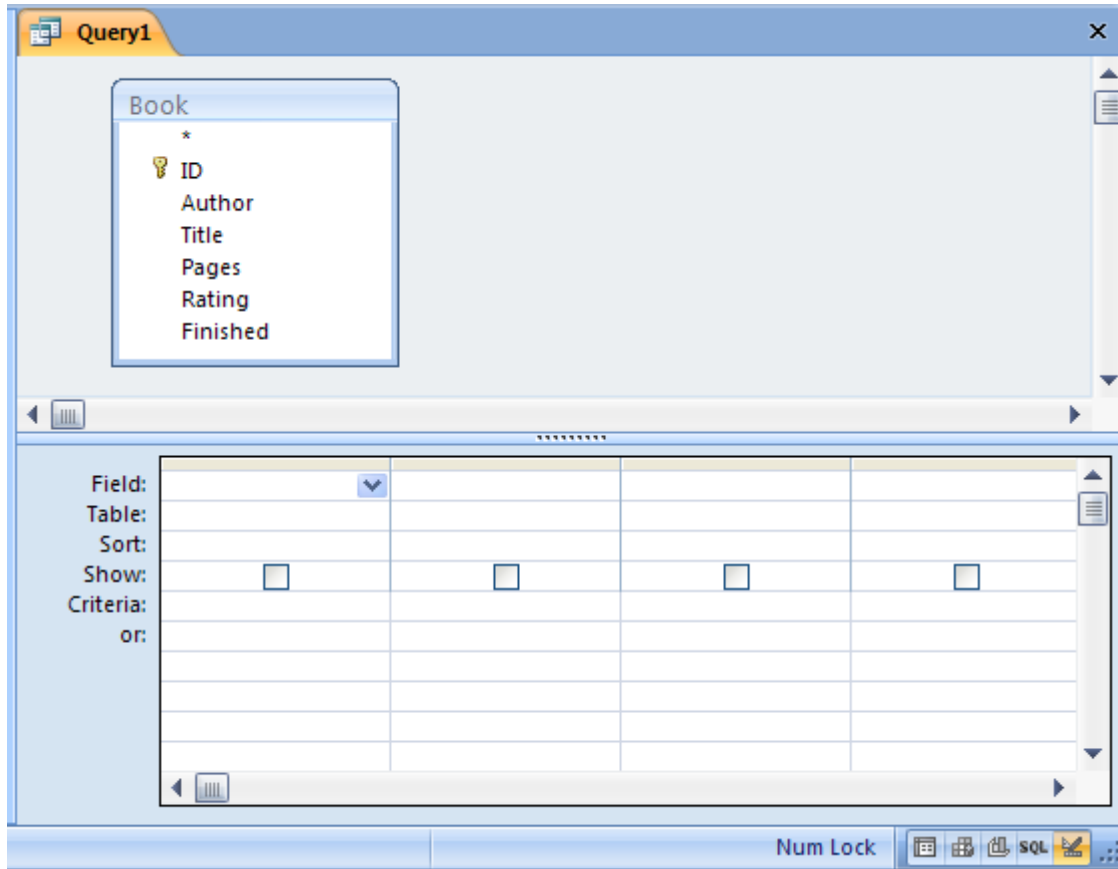 Query1
Book
*
ID
Author
Title
Pages
Rating
Finished
Field:
Table:
Sort:
Show:
Criteria:
or:
Num Lock SQL